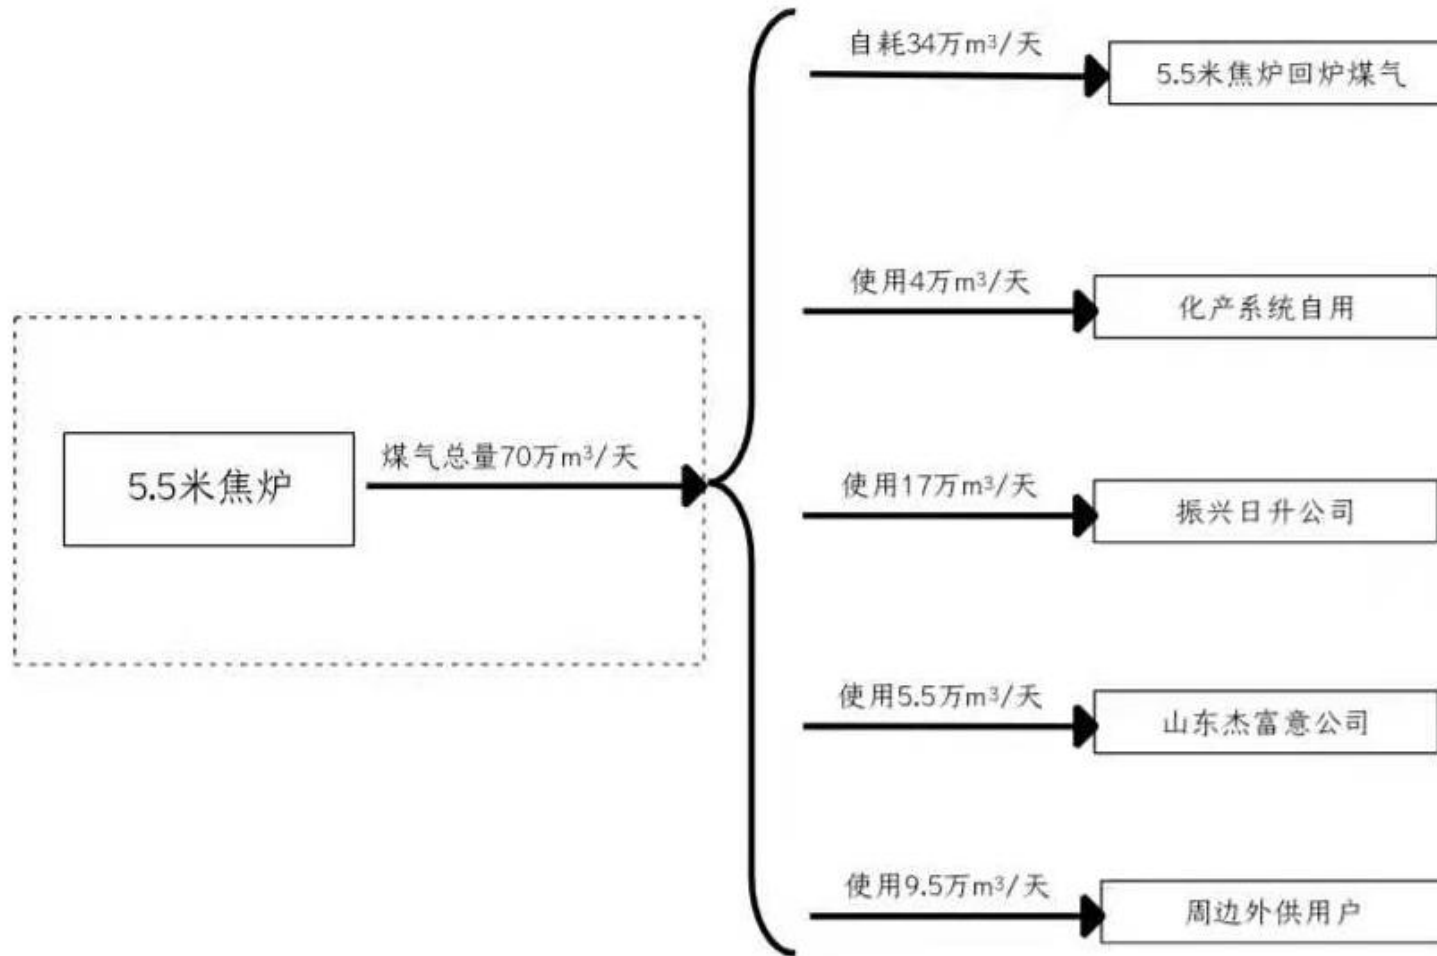 自耗34万m³/天
5.5米焦炉回炉煤气
使用4万m³/天
化产系统自用
煤气总量70万m³/天
5.5米焦炉
使用17万m³/天
振兴日升公司
使用5.5万m³/天
山东杰富意公司
使用9.5万m³/天
周边外供用户